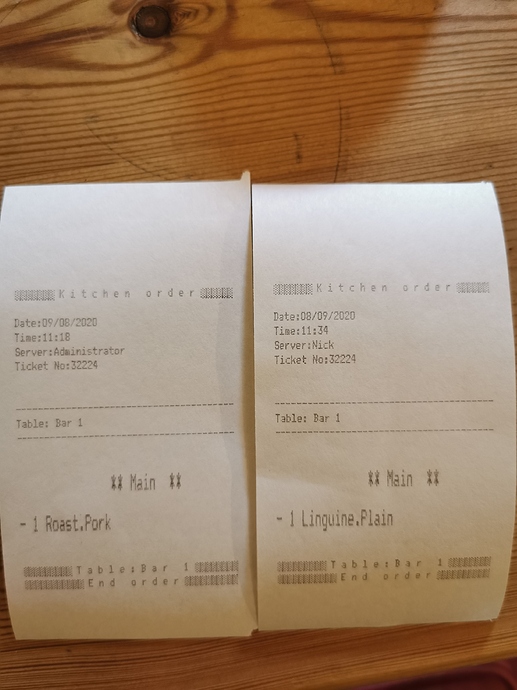 Kitchen order
Date:09/08/2020
Time:11:18
Server:Administrator
Ticket No:32224
Table: Bar 1
** Main **
- 1 Roast.Pork
Table:Bar 1
End order
Kitchen order
Date:08/09/2020
Time:11:34
Server:Nick
Ticket No:32224
Table: Bar 1
** Main **
- 1 Linguine.Plain
Table:Bar 1
End order